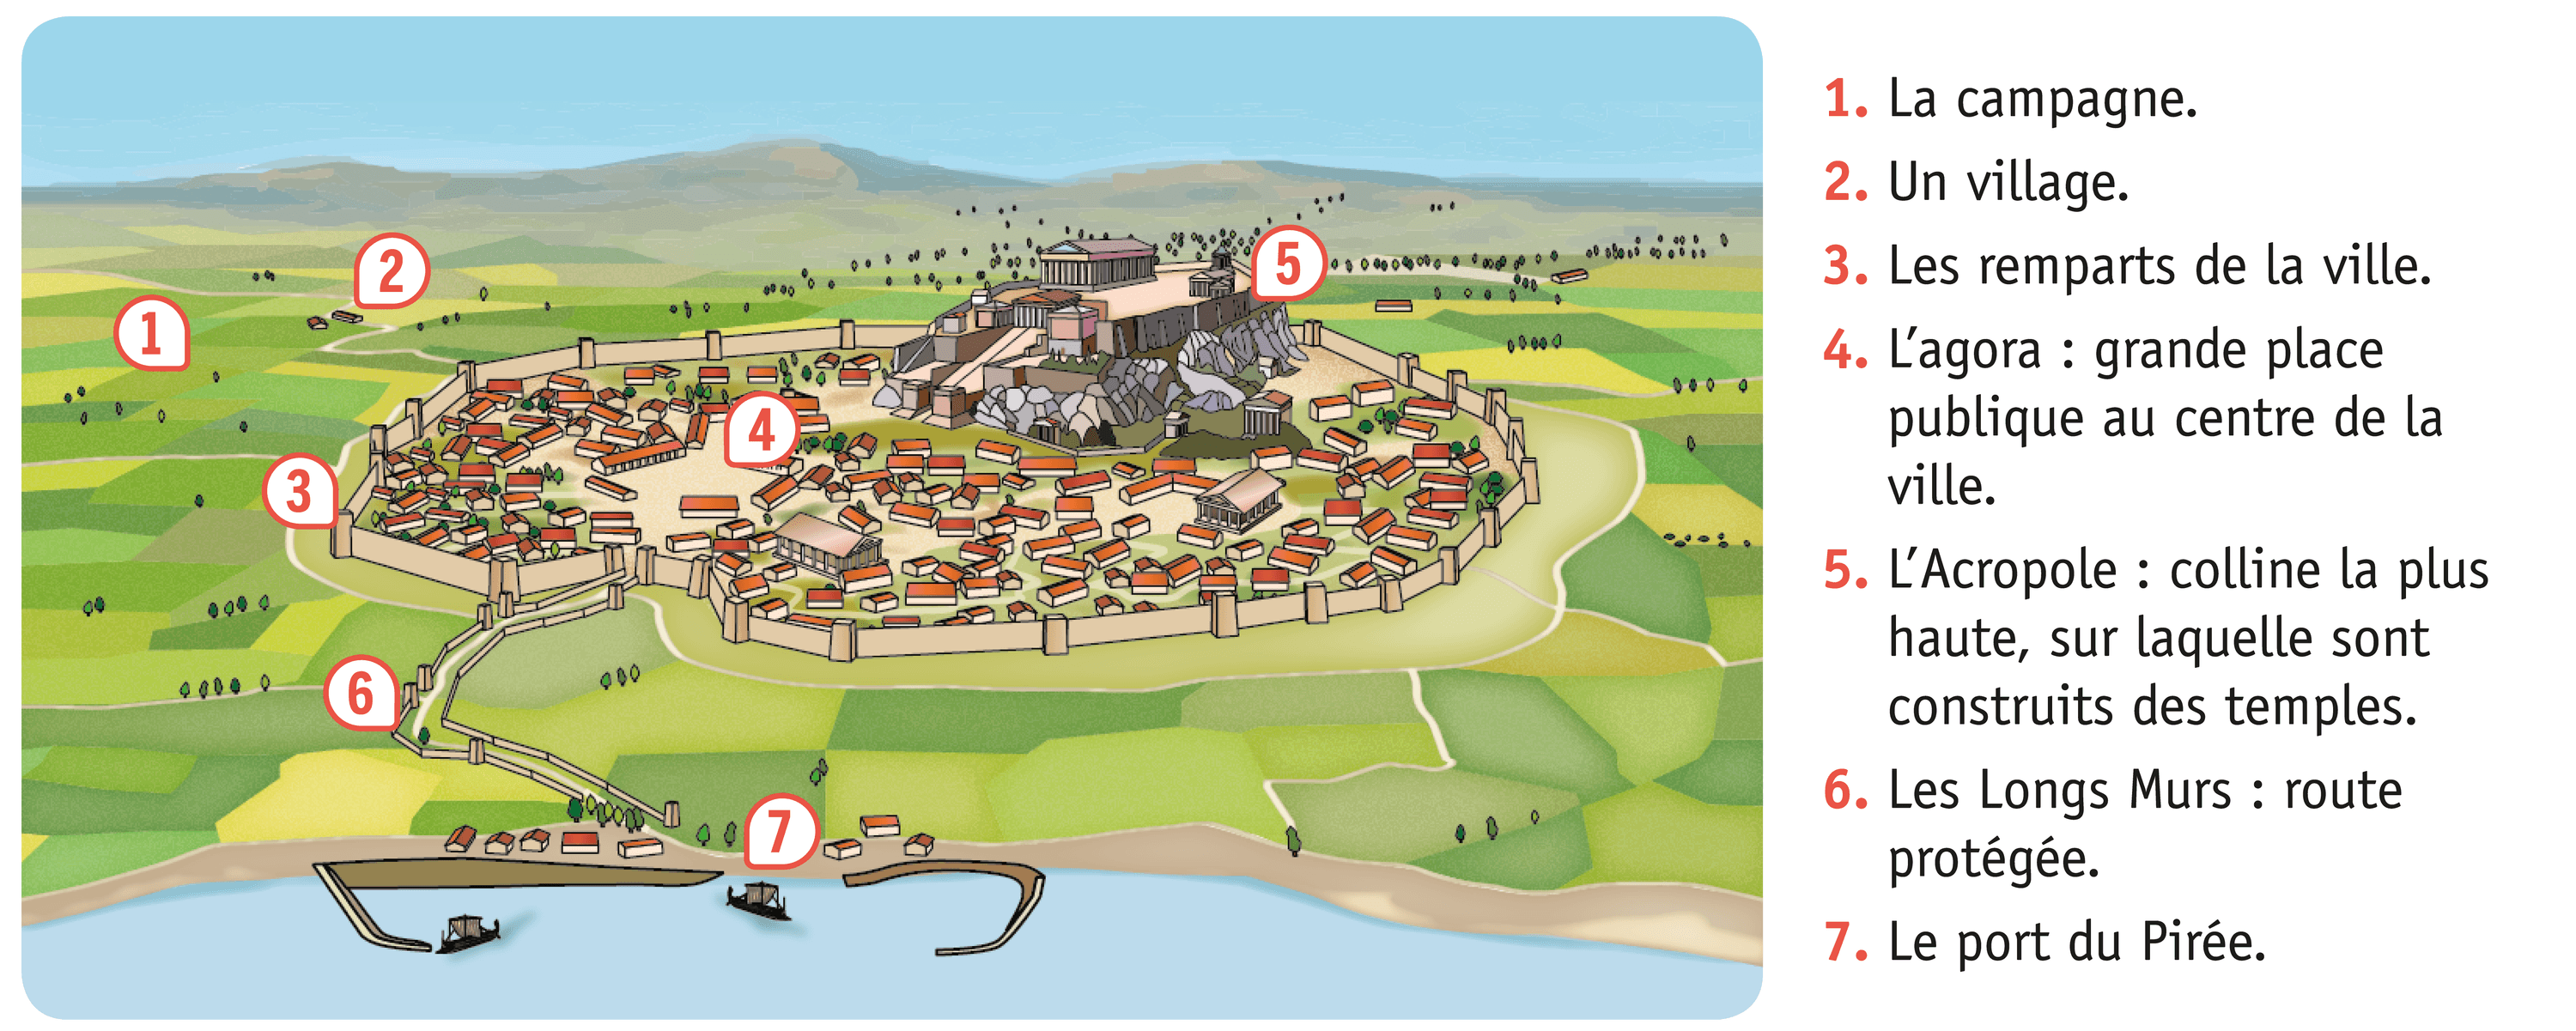 1
2
3
4
5
6
7
1. La campagne.
2. Un village.
3. Les remparts de la ville.
4. L’agora : grande place
publique au centre de la
ville.
5. L’Acropole : colline la plus
haute, sur laquelle sont
construits des temples.
6. Les Longs Murs : route
protégée.
7. Le port du Pirée.